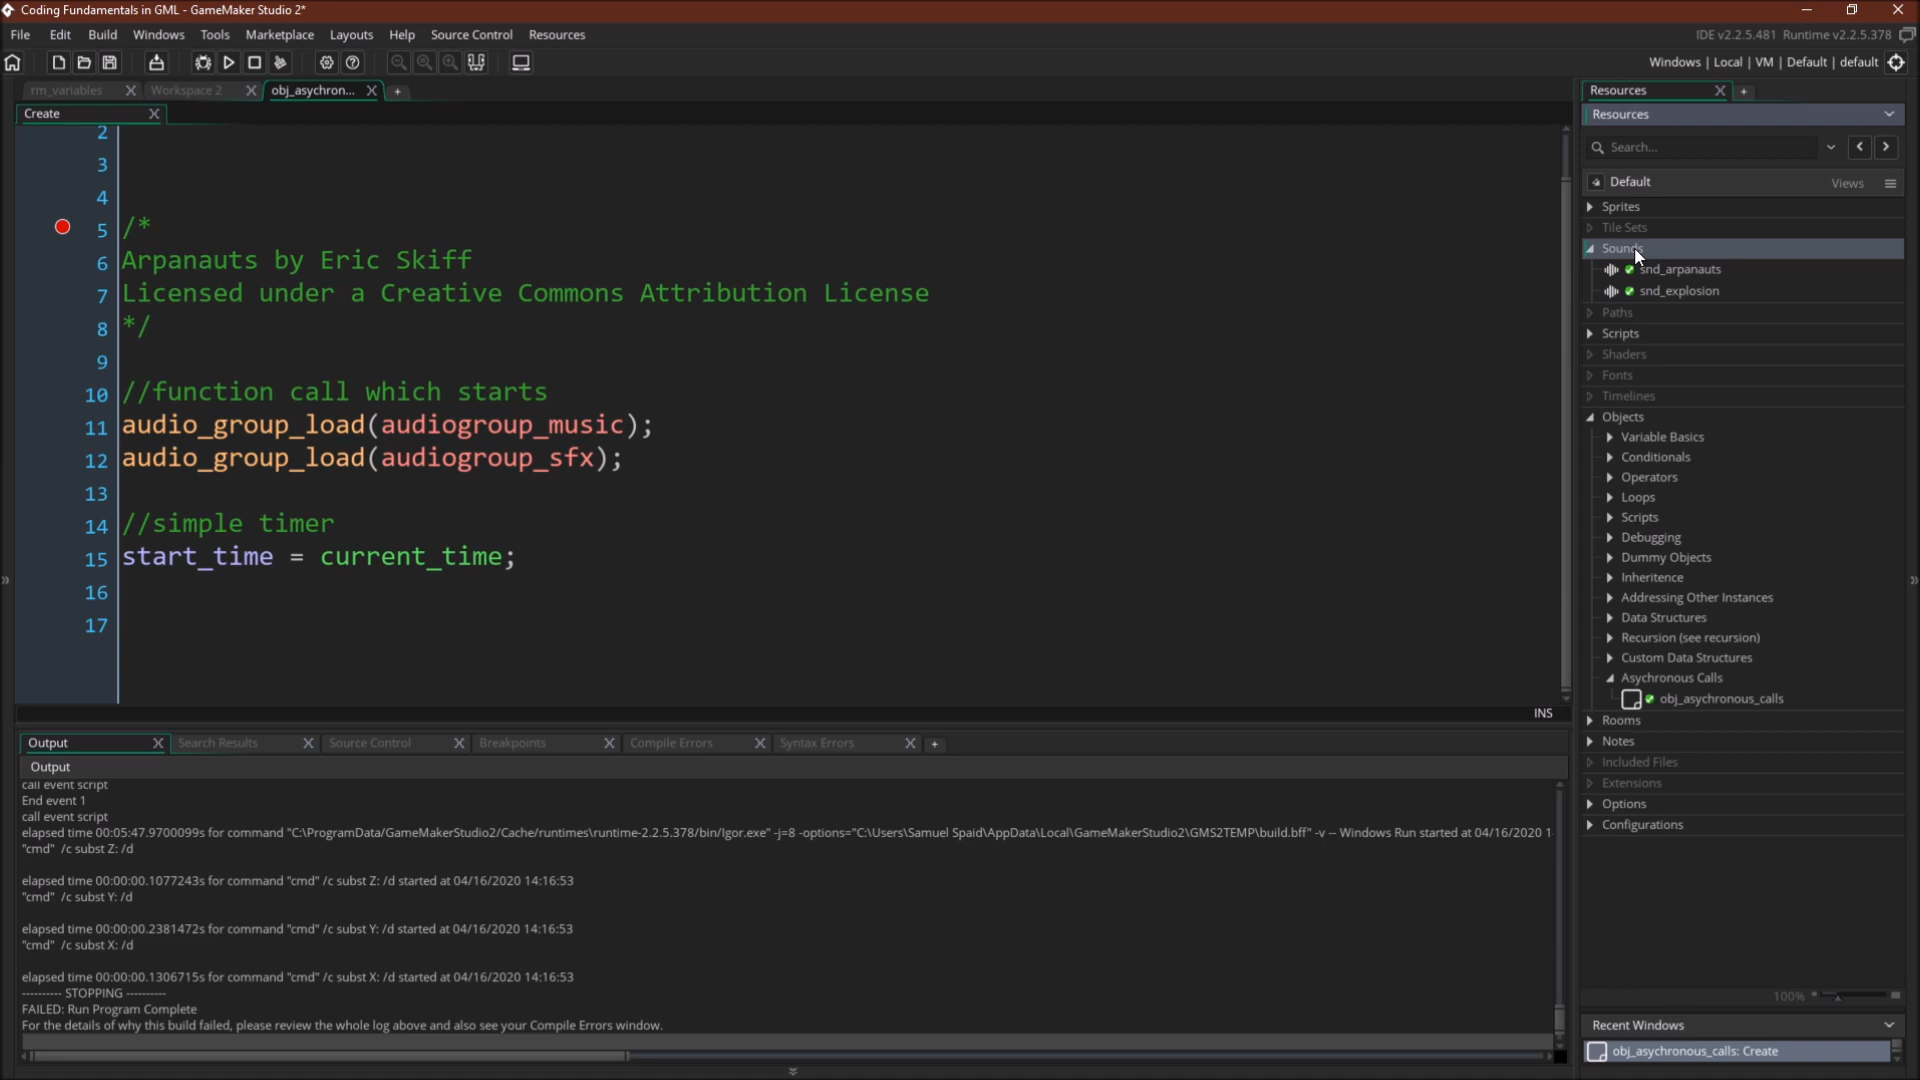 Coding Fundamentals in GML - GameMaker Studio 2*
File Edit Build Windows Tools Marketplace Layouts Help Source Control Resources
IDE v2.2.5.481 Runtime v2.2.5.378
Windows | Local | VM | Default | default
rm_variables Workspace 2 obj_asychron... +
Create
2
3
4
5 /*
6 Arpanauts by Eric Skiff
7 Licensed under a Creative Commons Attribution License
8 */
9
10 //function call which starts
11 audio_group_load(audiogroup_music);
12 audio_group_load(audiogroup_sfx);
13
14 //simple timer
15 start_time = current_time;
16
17
INS
Output Search Results Source Control Breakpoints Compile Errors Syntax Errors +
Output
call event script
End event 1
call event script
elapsed time 00:05:47.9700099s for command "C:\ProgramData/GameMakerStudio2/Cache/runtimes\runtime-2.2.5.378/bin/Igor.exe" -j=8 -options="C:\Users\Samuel Spaid\AppData\Local\GameMakerStudio2\GMS2TEMP\build.bff" -v -- Windows Run started at 04/16/2020 1
"cmd" /c subst Z: /d
elapsed time 00:00:00.1077243s for command "cmd" /c subst Z: /d started at 04/16/2020 14:16:53
"cmd" /c subst Y: /d
elapsed time 00:00:00.2381472s for command "cmd" /c subst Y: /d started at 04/16/2020 14:16:53
"cmd" /c subst X: /d
elapsed time 00:00:00.1306715s for command "cmd" /c subst X: /d started at 04/16/2020 14:16:53
---------- STOPPING ----------
FAILED: Run Program Complete
For the details of why this build failed, please review the whole log above and also see your Compile Errors window.
Resources +
Resources
Search...
Default Views
Sprites
Tile Sets
Sounds
snd_arpanauts
snd_explosion
Paths
Scripts
Shaders
Fonts
Timelines
Objects
Variable Basics
Conditionals
Operators
Loops
Scripts
Debugging
Dummy Objects
Inheritence
Addressing Other Instances
Data Structures
Recursion (see recursion)
Custom Data Structures
Asychronous Calls
obj_asychronous_calls
Rooms
Notes
Included Files
Extensions
Options
Configurations
100%
Recent Windows
obj_asychronous_calls: Create